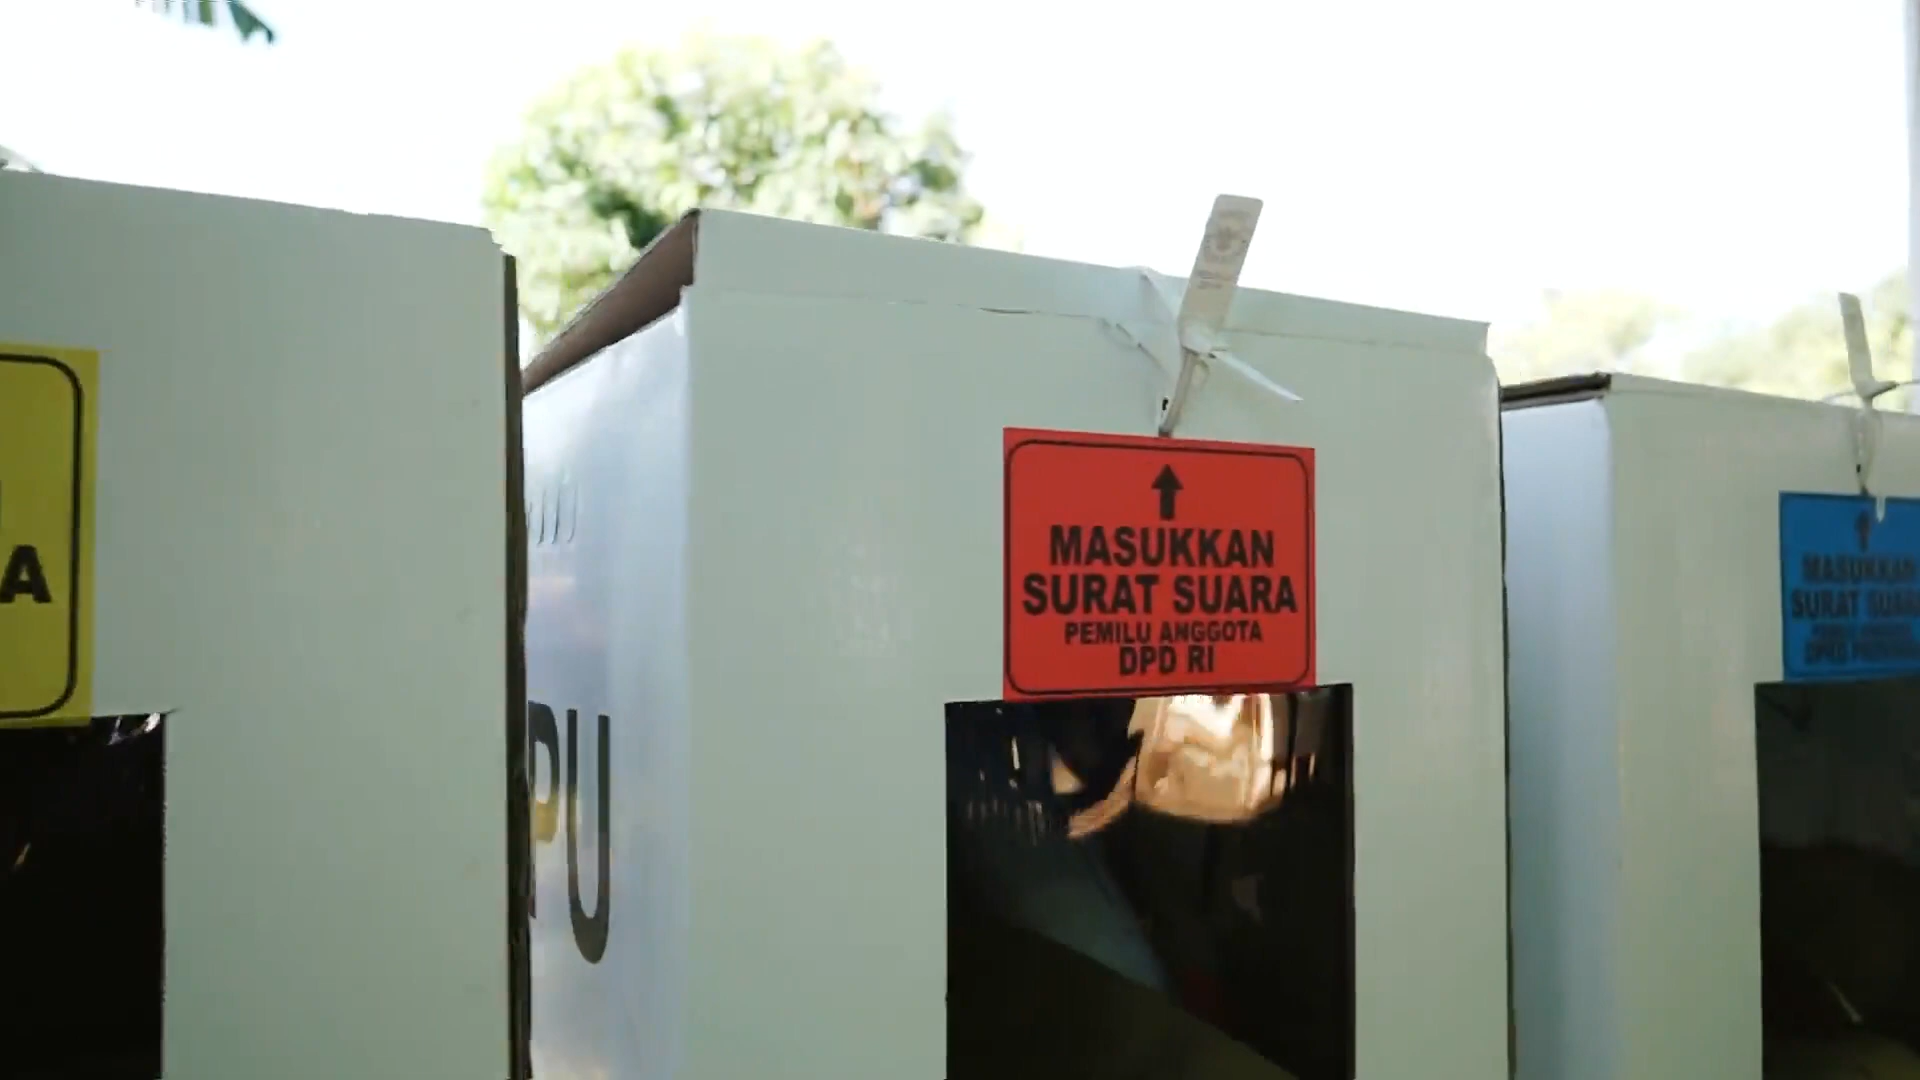 A
PU
MASUKKAN
SURAT SUARA
PEMILU ANGGOTA
DPD RI
MASUKKAN
SURAT SUARA